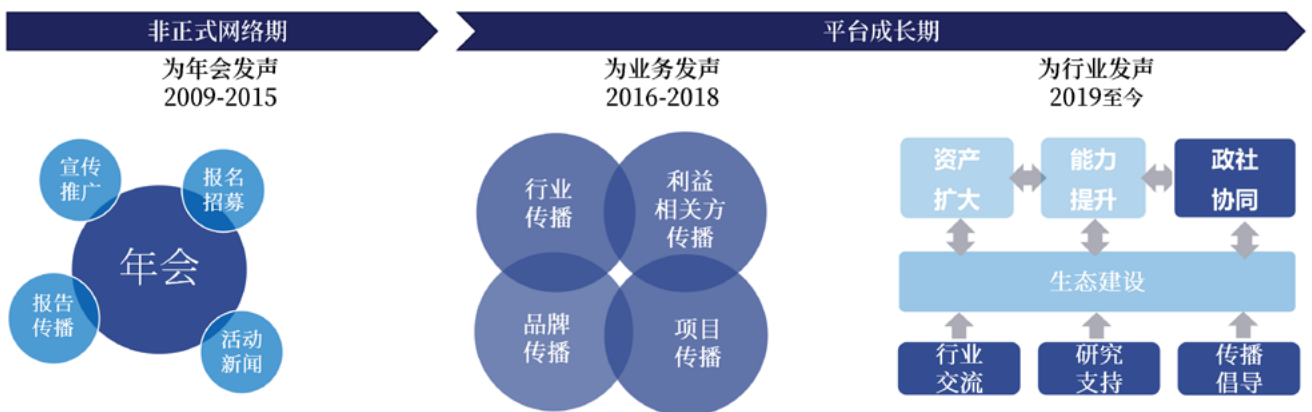 非正式网络期
平台成长期
为年会发声
2009-2015
为业务发声
2016-2018
为行业发声
2019至今
宣传
推广
报名
招募
年会
报告
传播
活动
新闻
行业
传播
利益
相关方
传播
品牌
传播
项目
传播
资产
扩大
能力
提升
政社
协同
生态建设
行业
交流
研究
支持
传播
倡导